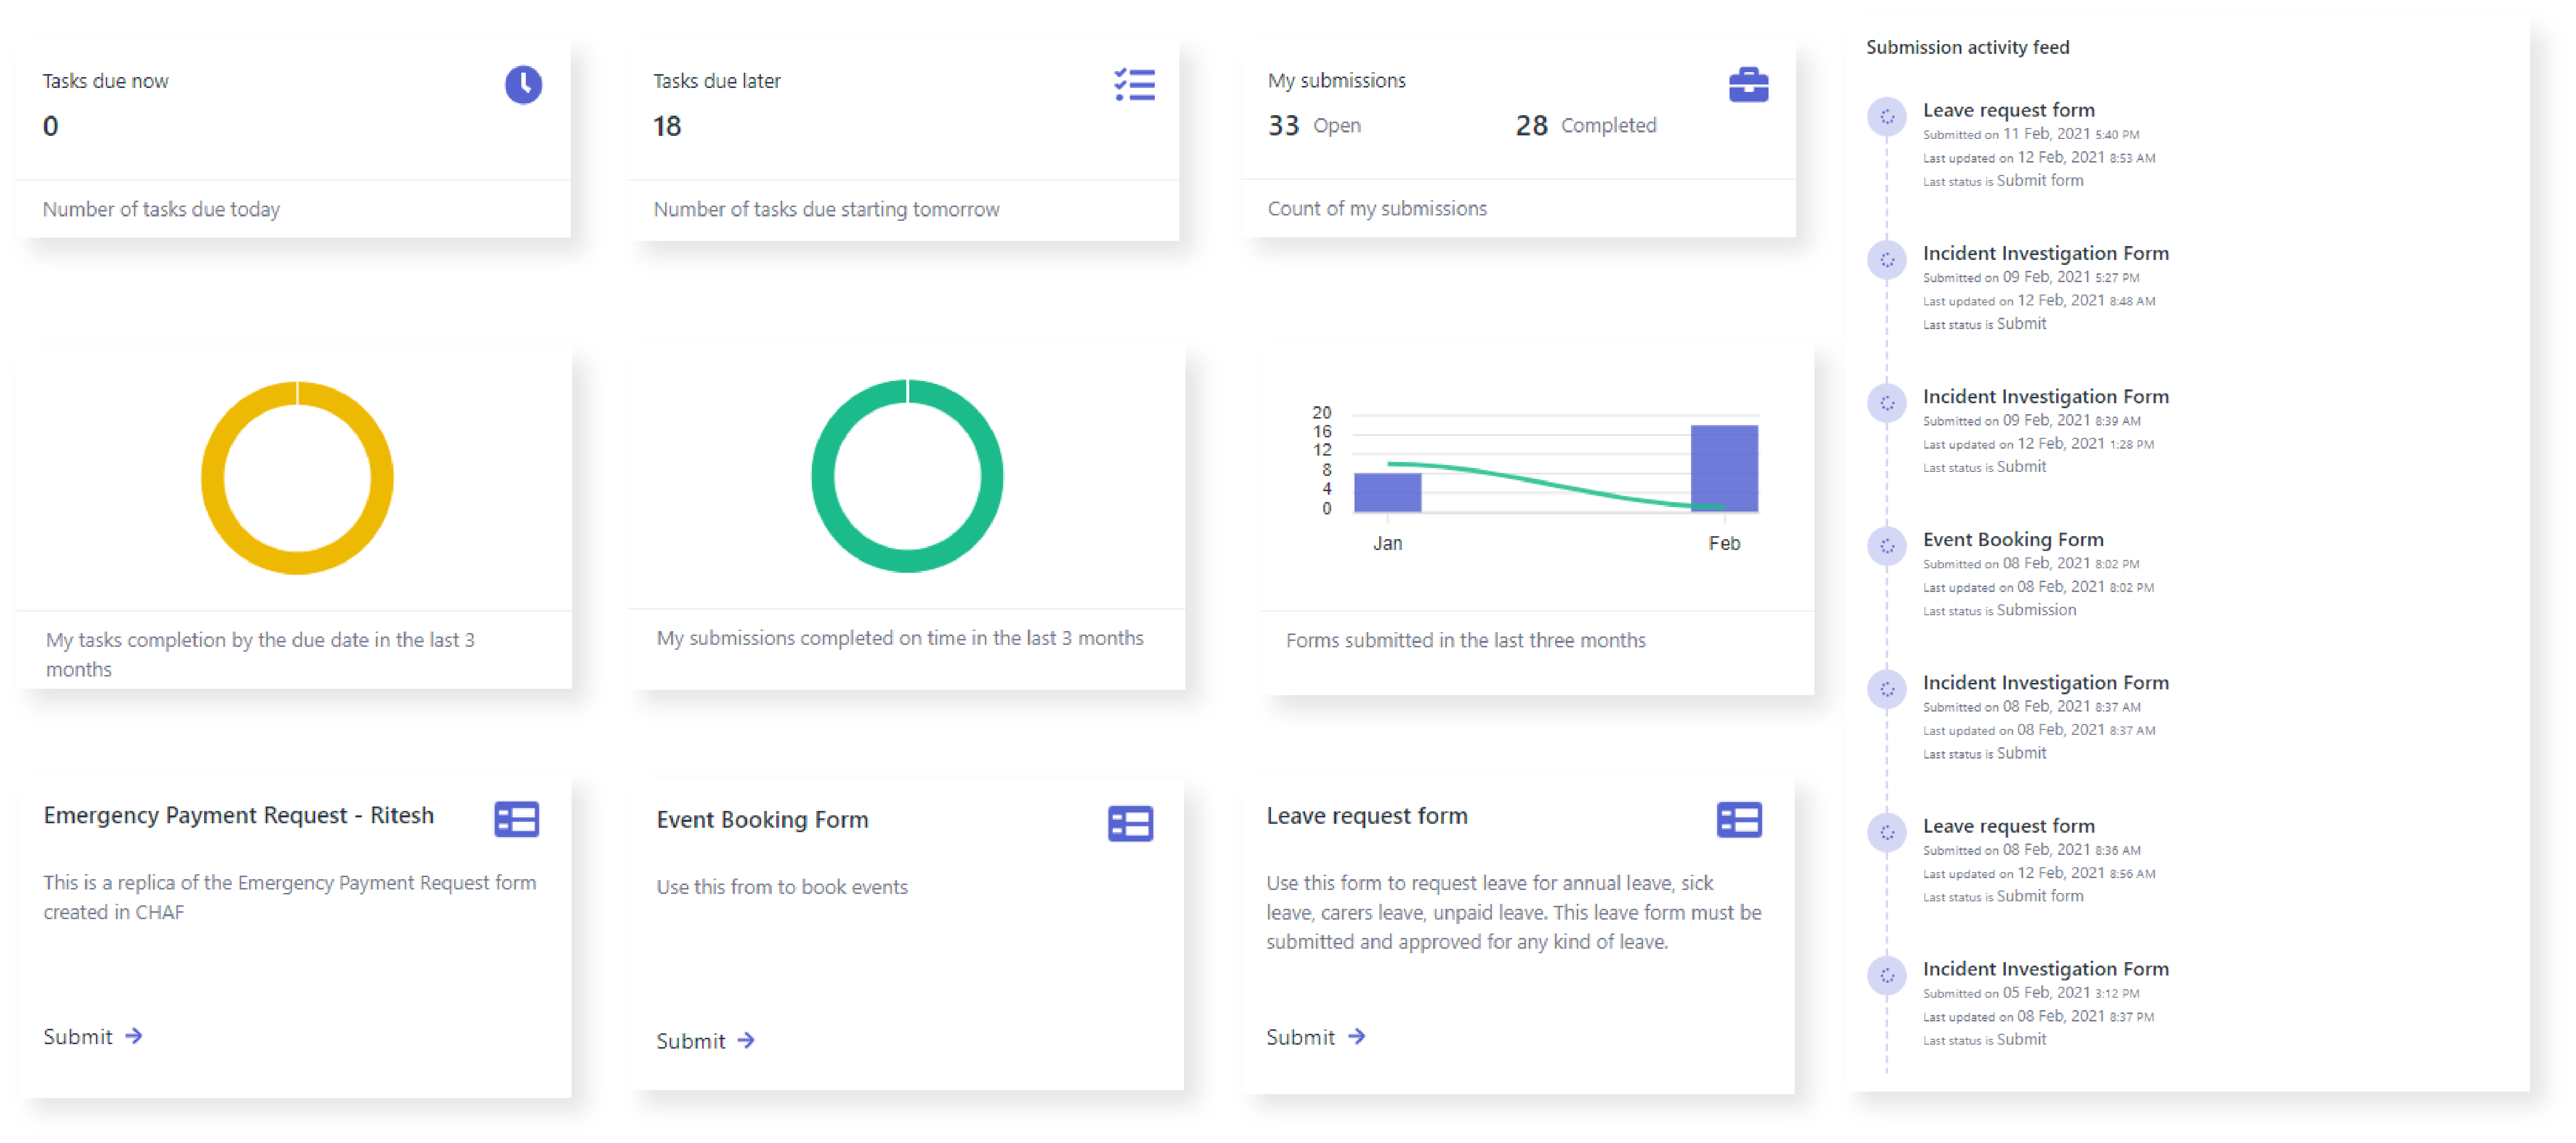 Tasks due now
0
Number of tasks due today
Tasks due later
18
Number of tasks due starting tomorrow
My submissions
33 Open 28 Completed
Count of my submissions
My tasks completion by the due date in the last 3
months
My submissions completed on time in the last 3 months
20
16
12
8
4
0
Jan Feb
Forms submitted in the last three months
Emergency Payment Request - Ritesh
This is a replica of the Emergency Payment Request form
created in CHAF
Submit
Event Booking Form
Use this from to book events
Submit
Leave request form
Use this form to request leave for annual leave, sick
leave, carers leave, unpaid leave. This leave form must be
submitted and approved for any kind of leave.
Submit
Submission activity feed
Leave request form
Submitted on 11 Feb, 2021 5:40 PM
Last updated on 12 Feb, 2021 8:53 AM
Last status is Submit form
Incident Investigation Form
Submitted on 09 Feb, 2021 5:27 PM
Last updated on 12 Feb, 2021 8:48 AM
Last status is Submit
Incident Investigation Form
Submitted on 09 Feb, 2021 8:39 AM
Last updated on 12 Feb, 2021 1:28 PM
Last status is Submit
Event Booking Form
Submitted on 08 Feb, 2021 8:02 PM
Last updated on 08 Feb, 2021 8:02 PM
Last status is Submission
Incident Investigation Form
Submitted on 08 Feb, 2021 8:37 AM
Last updated on 08 Feb, 2021 8:37 AM
Last status is Submit
Leave request form
Submitted on 08 Feb, 2021 8:36 AM
Last updated on 12 Feb, 2021 8:56 AM
Last status is Submit form
Incident Investigation Form
Submitted on 05 Feb, 2021 3:12 PM
Last updated on 08 Feb, 2021 8:37 PM
Last status is Submit